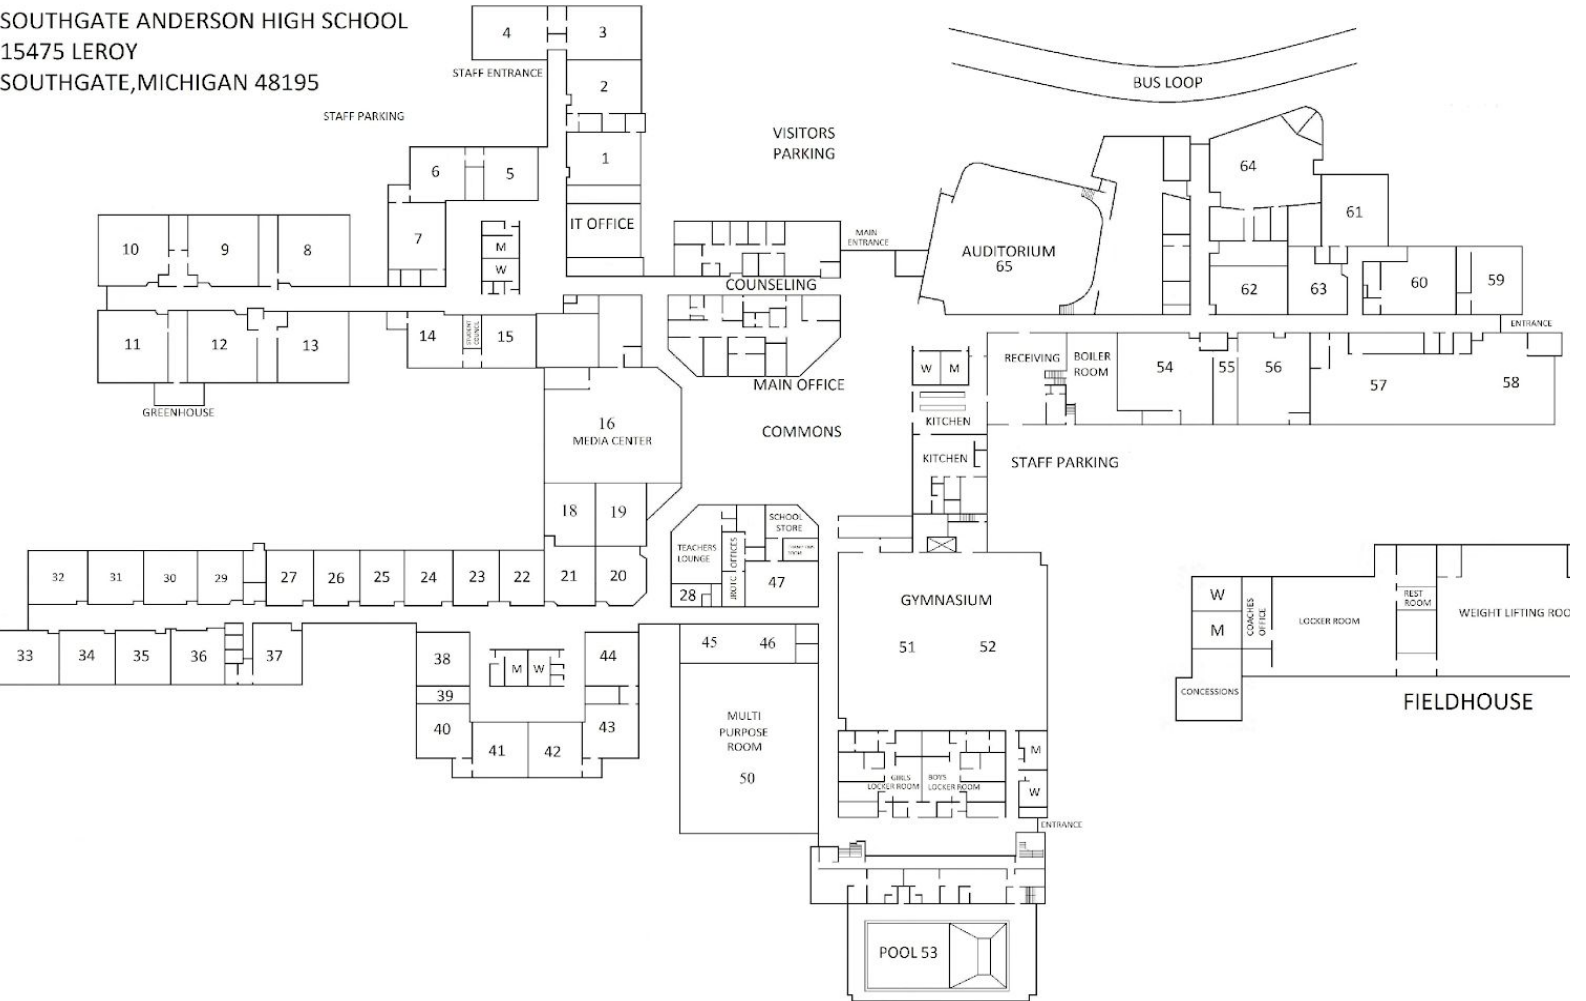 SOUTHGATE ANDERSON HIGH SCHOOL
15475 LEROY
SOUTHGATE,MICHIGAN 48195
4
3
STAFF ENTRANCE
2
STAFF PARKING
1
VISITORS
PARKING
BUS LOOP
6
5
7
IT OFFICE
M
W
10
9
8
MAIN
ENTRANCE
COUNSELING
AUDITORIUM
65
64
61
62
63
60
59
ENTRANCE
11
12
13
GREENHOUSE
14
STUDENT
COUNCIL
15
MAIN OFFICE
W
M
RECEIVING
BOILER
ROOM
54
55
56
57
58
16
MEDIA CENTER
COMMONS
KITCHEN
KITCHEN
STAFF PARKING
18
19
SCHOOL
STORE
TEACHERS
LOUNGE
JROTC OFFICES
47
28
32
31
30
29
27
26
25
24
23
22
21
20
33
34
35
36
37
38
39
40
41
42
43
44
M
W
45
46
MULTI
PURPOSE
ROOM
50
GYMNASIUM
51
52
GIRLS
LOCKER ROOM
BOYS
LOCKER ROOM
M
W
ENTRANCE
POOL 53
W
M
COACHES
OFFICE
LOCKER ROOM
REST
ROOM
WEIGHT LIFTING ROO
CONCESSIONS
FIELDHOUSE